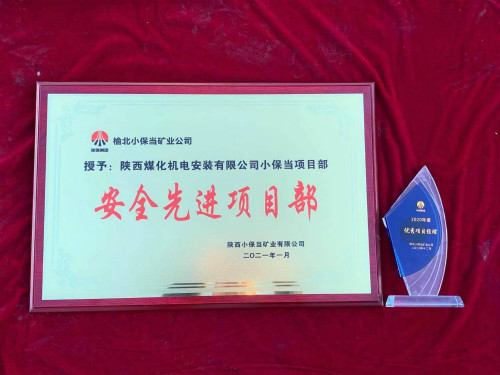 榆北小保当矿业公司
授予：陕西煤化机电安装有限公司小保当项目部
安全先进项目部
陕西小保当矿业有限公司
二〇二一年一月
2020年度
优秀项目经理